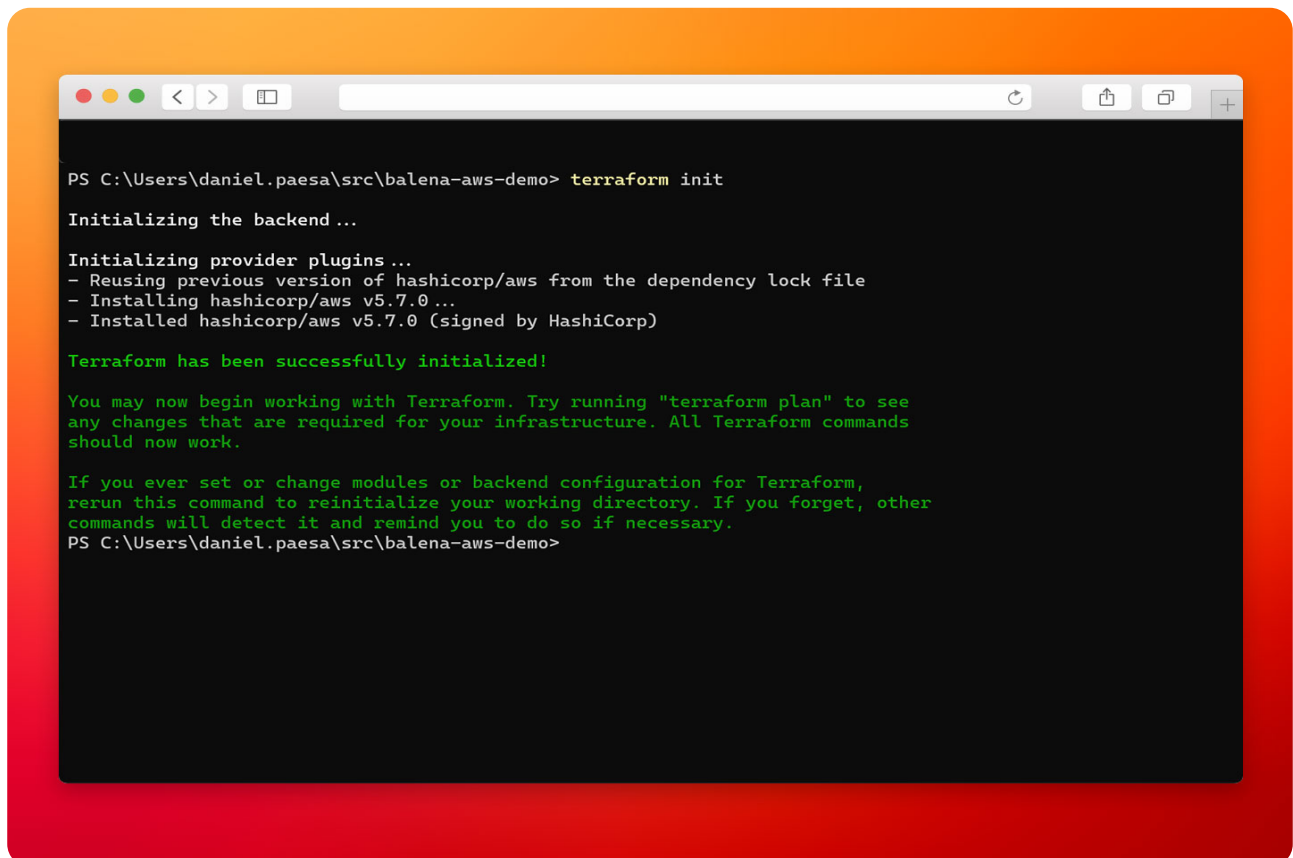 PS C:\Users\daniel.paesa\src\balena-aws-demo> terraform init
Initializing the backend...
Initializing provider plugins...
- Reusing previous version of hashicorp/aws from the dependency lock file
- Installing hashicorp/aws v5.7.0...
- Installed hashicorp/aws v5.7.0 (signed by HashiCorp)
Terraform has been successfully initialized!
You may now begin working with Terraform. Try running "terraform plan" to see
any changes that are required for your infrastructure. All Terraform commands
should now work.
If you ever set or change modules or backend configuration for Terraform,
rerun this command to reinitialize your working directory. If you forget, other
commands will detect it and remind you to do so if necessary.
PS C:\Users\daniel.paesa\src\balena-aws-demo>